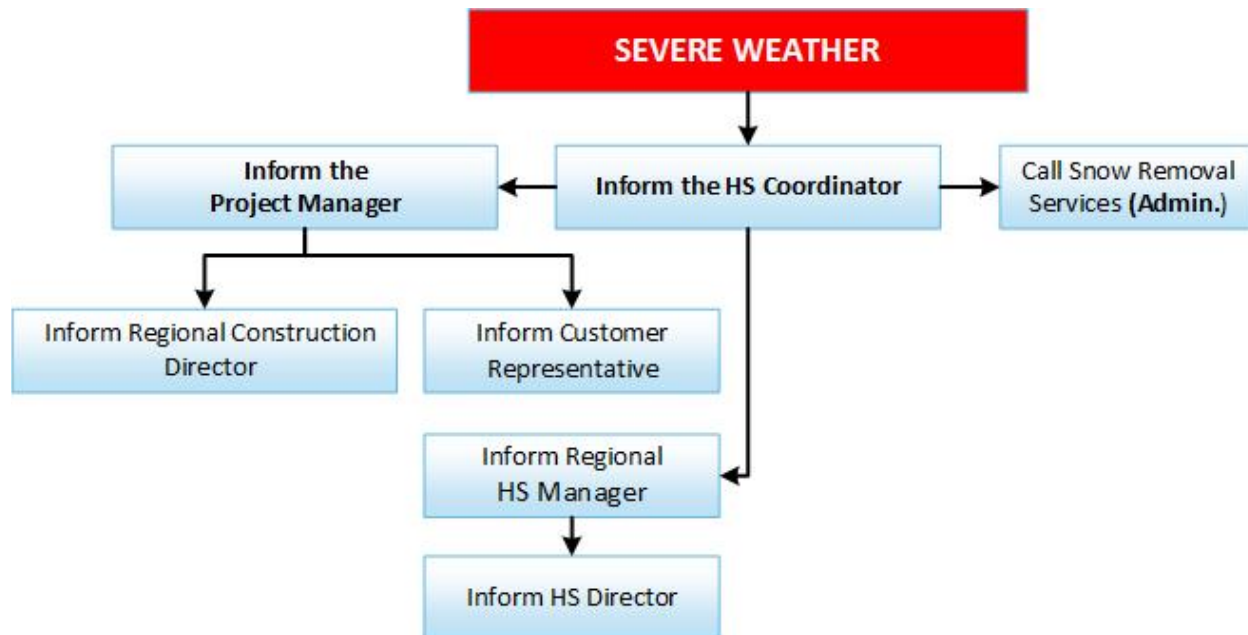 SEVERE WEATHER
Inform the
Project Manager
Inform the HS Coordinator
Call Snow Removal
Services (Admin.)
Inform Regional Construction
Director
Inform Customer
Representative
Inform Regional
HS Manager
Inform HS Director